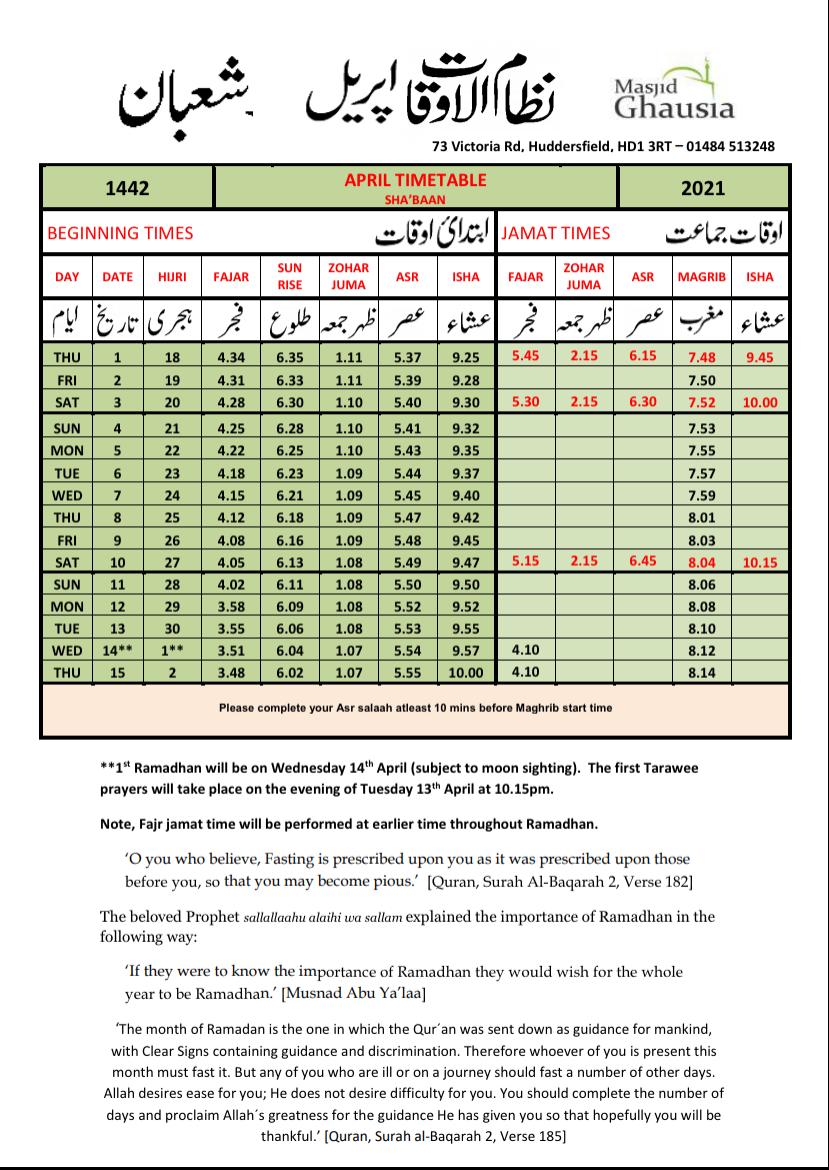 شعبان
نظام الاوقات اپریل
Masjid
Ghausia
73 Victoria Rd, Huddersfield, HD1 3RT – 01484 513248
1442 APRIL TIMETABLE 2021
SHA'BAAN
BEGINNING TIMES ابتدائ اوقات JAMAT TIMES اوقات جماعت
DAY DATE HIJRI FAJAR SUN RISE ZOHAR JUMA ASR ISHA FAJAR ZOHAR JUMA ASR MAGRIB ISHA
ایام تاریخ ہجری فجر طلوع ظہر جمعہ عصر عشاء فجر ظہر جمعہ عصر مغرب عشاء
THU 1 18 4.34 6.35 1.11 5.37 9.25 5.45 2.15 6.15 7.48 9.45
FRI 2 19 4.31 6.33 1.11 5.39 9.28 7.50
SAT 3 20 4.28 6.30 1.10 5.40 9.30 5.30 2.15 6.30 7.52 10.00
SUN 4 21 4.25 6.28 1.10 5.41 9.32 7.53
MON 5 22 4.22 6.25 1.10 5.43 9.35 7.55
TUE 6 23 4.18 6.23 1.09 5.44 9.37 7.57
WED 7 24 4.15 6.21 1.09 5.45 9.40 7.59
THU 8 25 4.12 6.18 1.09 5.47 9.42 8.01
FRI 9 26 4.08 6.16 1.09 5.48 9.45 8.03
SAT 10 27 4.05 6.13 1.08 5.49 9.47 5.15 2.15 6.45 8.04 10.15
SUN 11 28 4.02 6.11 1.08 5.50 9.50 8.06
MON 12 29 3.58 6.09 1.08 5.52 9.52 8.08
TUE 13 30 3.55 6.06 1.08 5.53 9.55 8.10
WED 14** 1** 3.51 6.04 1.07 5.54 9.57 4.10 8.12
THU 15 2 3.48 6.02 1.07 5.55 10.00 4.10 8.14
Please complete your Asr salaah atleast 10 mins before Maghrib start time
**1st Ramadhan will be on Wednesday 14th April (subject to moon sighting). The first Tarawee
prayers will take place on the evening of Tuesday 13th April at 10.15pm.
Note, Fajr jamat time will be performed at earlier time throughout Ramadhan.
'O you who believe, Fasting is prescribed upon you as it was prescribed upon those
before you, so that you may become pious.' [Quran, Surah Al-Baqarah 2, Verse 182]
The beloved Prophet sallallaahu alaihi wa sallam explained the importance of Ramadhan in the
following way:
'If they were to know the importance of Ramadhan they would wish for the whole
year to be Ramadhan.' [Musnad Abu Ya'laa]
'The month of Ramadan is the one in which the Qur´an was sent down as guidance for mankind,
with Clear Signs containing guidance and discrimination. Therefore whoever of you is present this
month must fast it. But any of you who are ill or on a journey should fast a number of other days.
Allah desires ease for you; He does not desire difficulty for you. You should complete the number of
days and proclaim Allah´s greatness for the guidance He has given you so that hopefully you will be
thankful.' [Quran, Surah al-Baqarah 2, Verse 185]